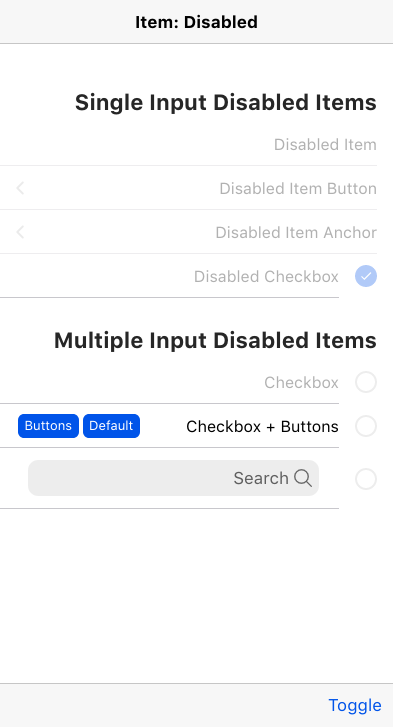 Item: Disabled
Single Input Disabled Items
Disabled Item
Disabled Item Button
Disabled Item Anchor
Disabled Checkbox
Multiple Input Disabled Items
Checkbox
Checkbox + Buttons Default Buttons
Search
Toggle